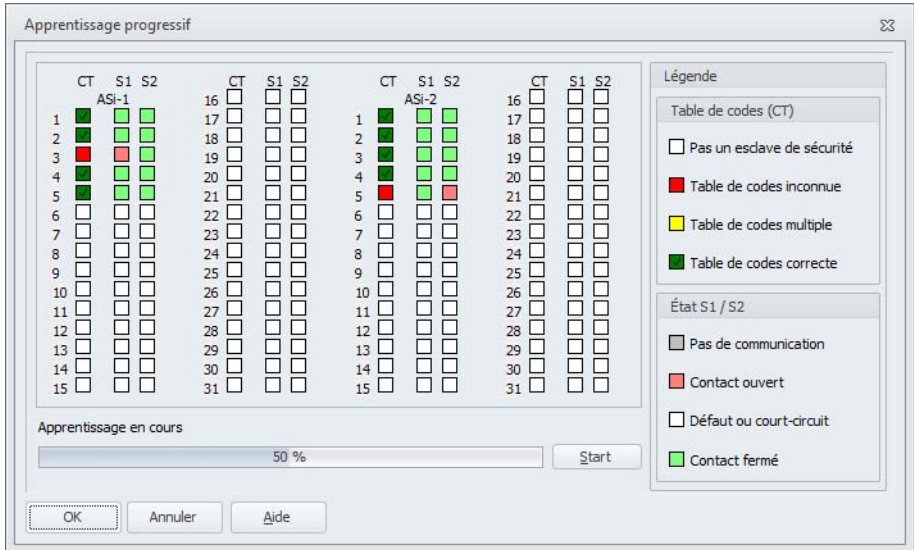 Apprentissage progressif
CT S1 S2 CT S1 S2 CT S1 S2 CT S1 S2
ASi-1 16 ASi-2 16
1 17 1 17
2 18 2 18
3 19 3 19
4 20 4 20
5 21 5 21
6 22 6 22
7 23 7 23
8 24 8 24
9 25 9 25
10 26 10 26
11 27 11 27
12 28 12 28
13 29 13 29
14 30 14 30
15 31 15 31
Apprentissage en cours
50 %
Start
Légende
Table de codes (CT)
Pas un esclave de sécurité
Table de codes inconnue
Table de codes multiple
Table de codes correcte
État S1 / S2
Pas de communication
Contact ouvert
Défaut ou court-circuit
Contact fermé
OK Annuler Aide